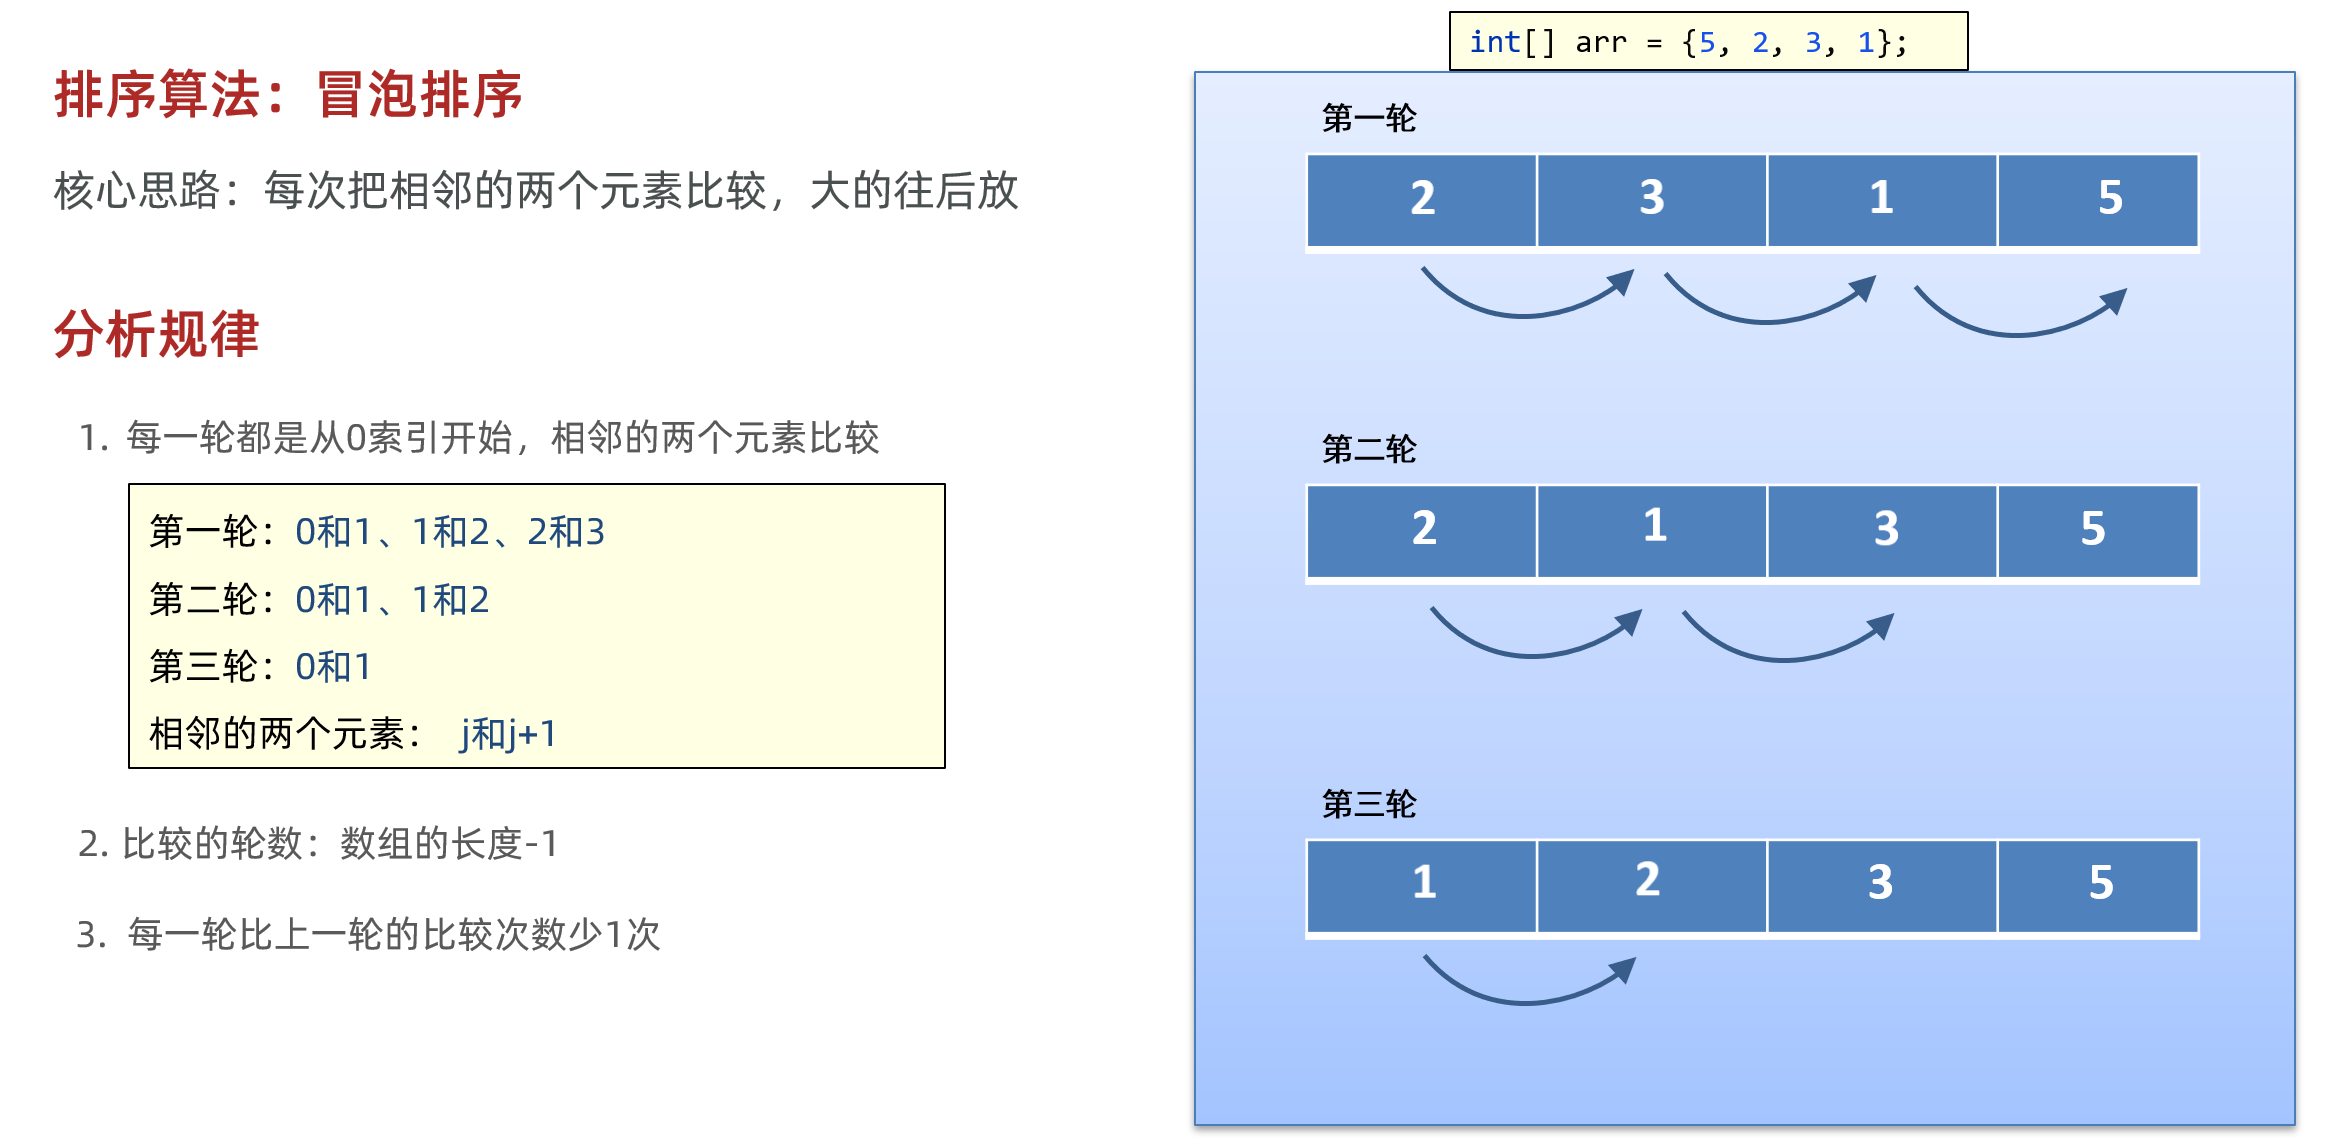 排序算法：冒泡排序
核心思路：每次把相邻的两个元素比较，大的往后放
分析规律
1. 每一轮都是从0索引开始，相邻的两个元素比较
第一轮：0和1、1和2、2和3
第二轮：0和1、1和2
第三轮：0和1
相邻的两个元素： j和j+1
2. 比较的轮数：数组的长度-1
3. 每一轮比上一轮的比较次数少1次
int[] arr = {5, 2, 3, 1};
第一轮
2 3 1 5
第二轮
2 1 3 5
第三轮
1 2 3 5